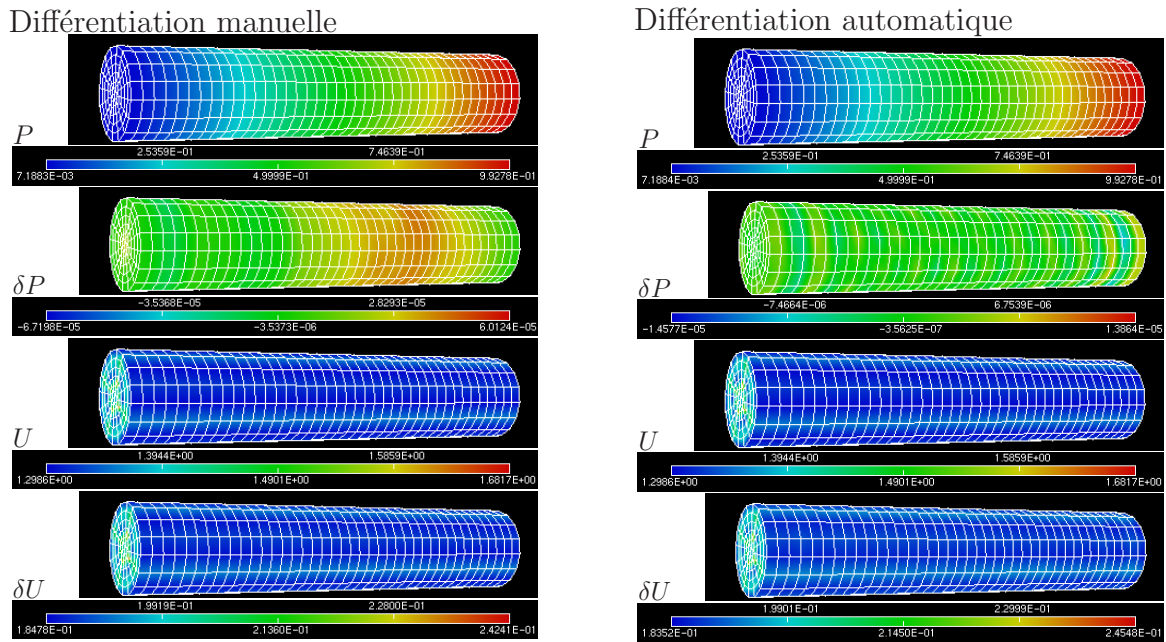 Différentiation manuelle
P
2.5359E−01 7.4639E−01
7.1883E−03 4.9999E−01 9.9278E−01
δP
−3.5368E−05 2.8293E−05
−6.7198E−05 −3.5373E−06 6.0124E−05
U
1.3944E+00 1.5859E+00
1.2986E+00 1.4901E+00 1.6817E+00
δU
1.9919E−01 2.2800E−01
1.8478E−01 2.1360E−01 2.4241E−01
Différentiation automatique
P
2.5359E−01 7.4639E−01
7.1884E−03 4.9999E−01 9.9278E−01
δP
−7.4664E−06 6.7539E−06
−1.4577E−05 −3.5625E−07 1.3864E−05
U
1.3944E+00 1.5859E+00
1.2986E+00 1.4901E+00 1.6817E+00
δU
1.9901E−01 2.2999E−01
1.8352E−01 2.1450E−01 2.4548E−01